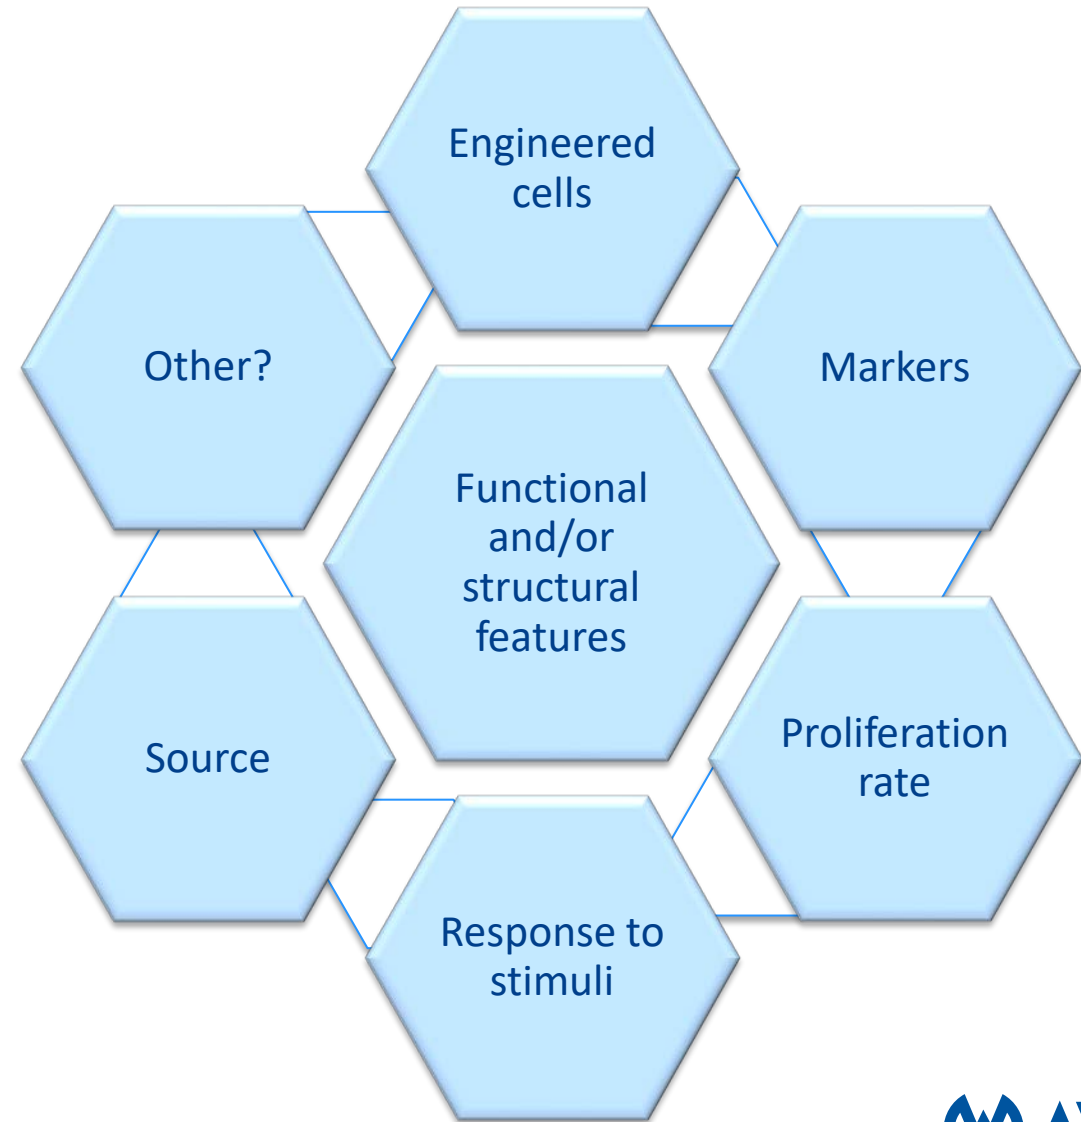 Engineered
cells
Other?
Markers
Functional
and/or
structural
features
Source
Proliferation
rate
Response to
stimuli